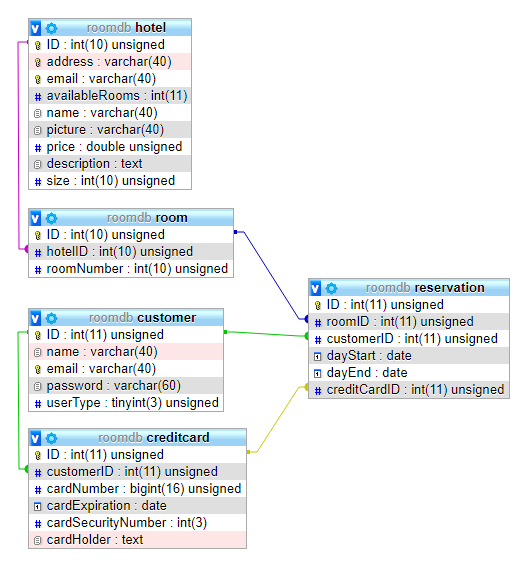 roomdb hotel
ID : int(10) unsigned
address : varchar(40)
email : varchar(40)
availableRooms : int(11)
name : varchar(40)
picture : varchar(40)
price : double unsigned
description : text
size : int(10) unsigned
roomdb room
ID : int(10) unsigned
hotelID : int(10) unsigned
roomNumber : int(10) unsigned
roomdb customer
ID : int(11) unsigned
name : varchar(40)
email : varchar(40)
password : varchar(60)
userType : tinyint(3) unsigned
roomdb creditcard
ID : int(11) unsigned
customerID : int(11) unsigned
cardNumber : bigint(16) unsigned
cardExpiration : date
cardSecurityNumber : int(3)
cardHolder : text
roomdb reservation
ID : int(11) unsigned
roomID : int(11) unsigned
customerID : int(11) unsigned
dayStart : date
dayEnd : date
creditCardID : int(11) unsigned